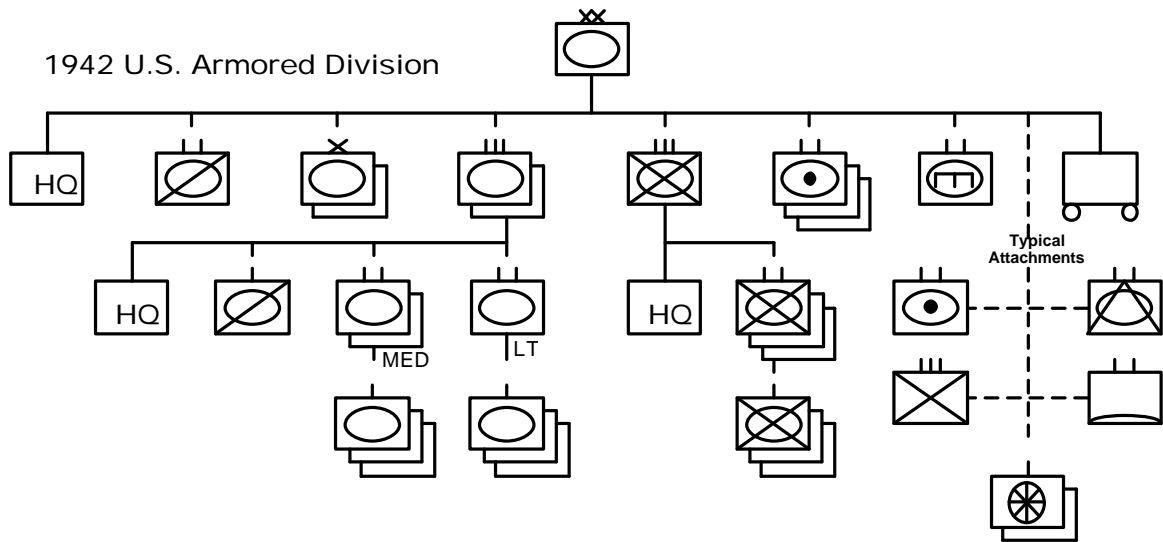 1942 U.S. Armored Division
HQ
Typical
Attachments
HQ
HQ
MED
LT